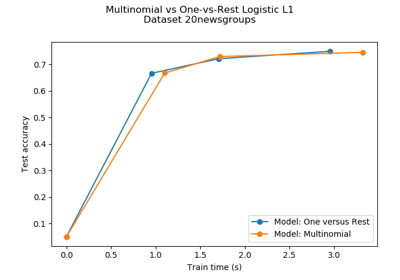 Multinomial vs One-vs-Rest Logistic L1
Dataset 20newsgroups
0.7
0.6
0.5
0.4
0.3
0.2
0.1
Test accuracy
Model: One versus Rest
Model: Multinomial
0.0 0.5 1.0 1.5 2.0 2.5 3.0
Train time (s)